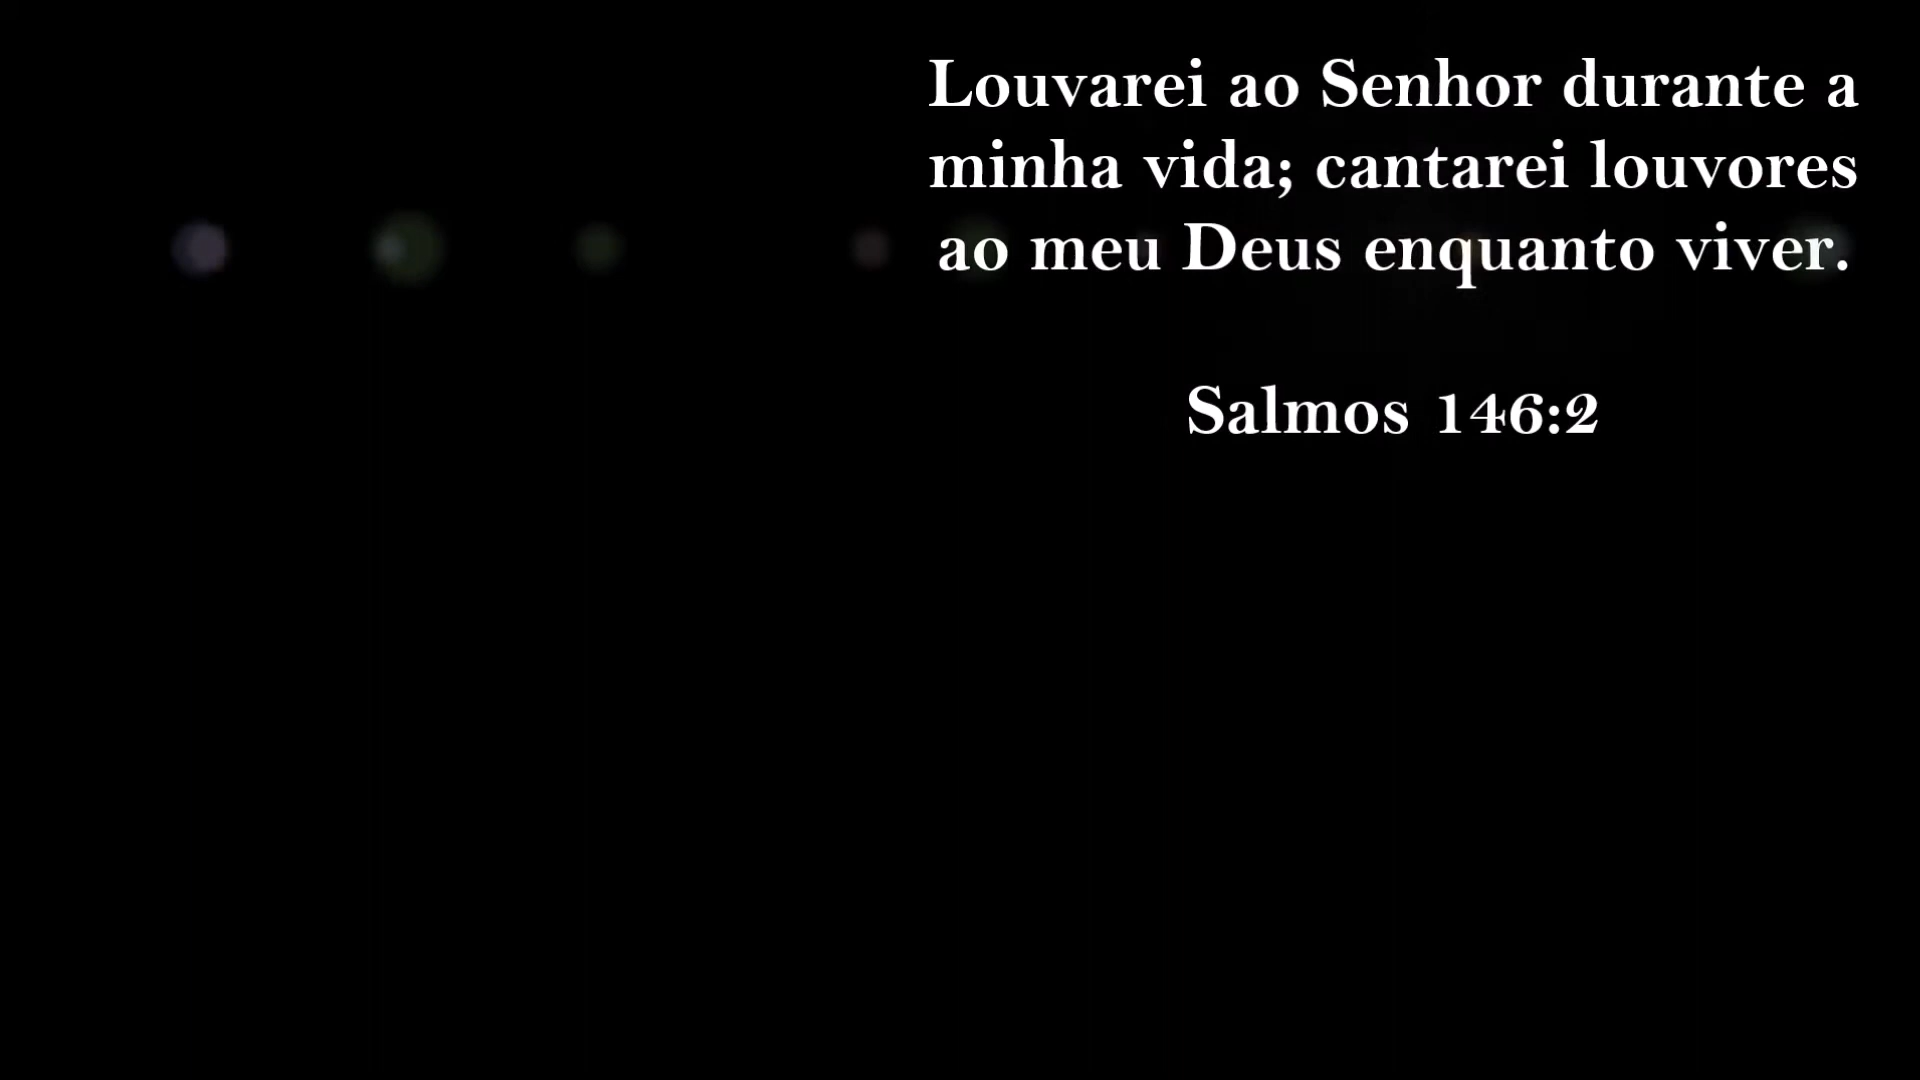 Louvarei ao Senhor durante a
minha vida; cantarei louvores
ao meu Deus enquanto viver.
Salmos 146:2